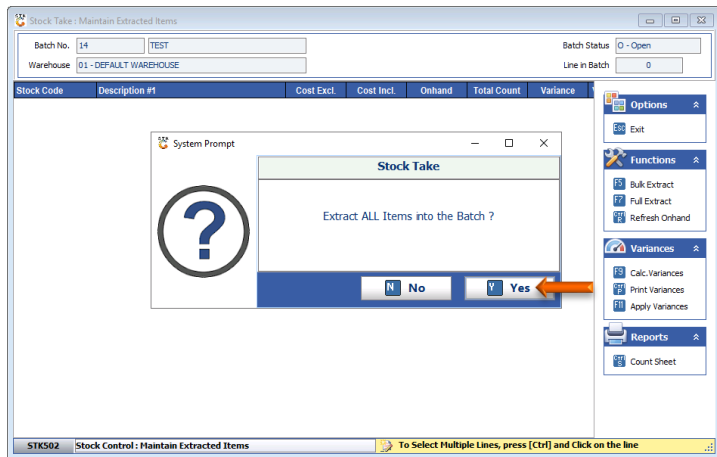 Stock Take : Maintain Extracted Items
Batch No. 14 TEST Batch Status O - Open
Warehouse 01 - DEFAULT WAREHOUSE Line in Batch 0
Stock Code Description #1 Cost Excl. Cost Incl. Onhand Total Count Variance
Options
Esc Exit
Functions
F5 Bulk Extract
F7 Full Extract
Ctrl R Refresh Onhand
Variances
F9 Calc.Variances
Ctrl P Print Variances
F11 Apply Variances
Reports
Ctrl S Count Sheet
System Prompt
Stock Take
Extract ALL Items into the Batch ?
N No Y Yes
STK502 Stock Control : Maintain Extracted Items To Select Multiple Lines, press [Ctrl] and Click on the line